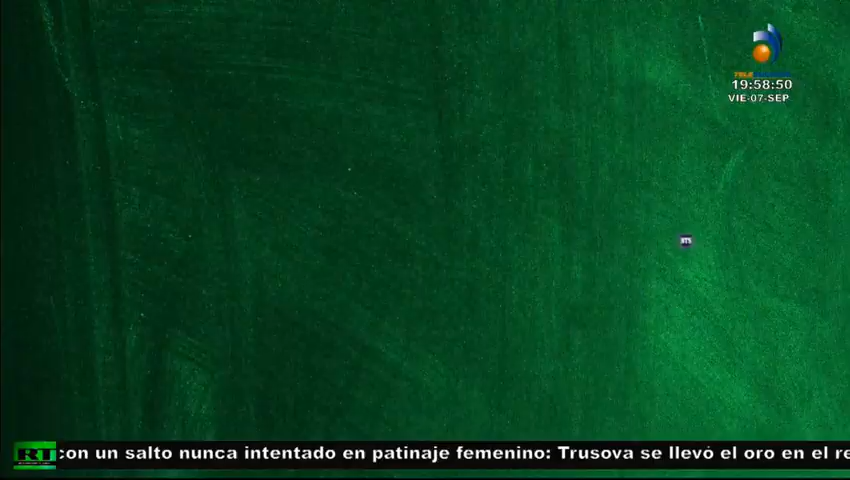 19:58:50
VIE-07-SEP
RT con un salto nunca intentado en patinaje femenino: Trusova se llevó el oro en el re